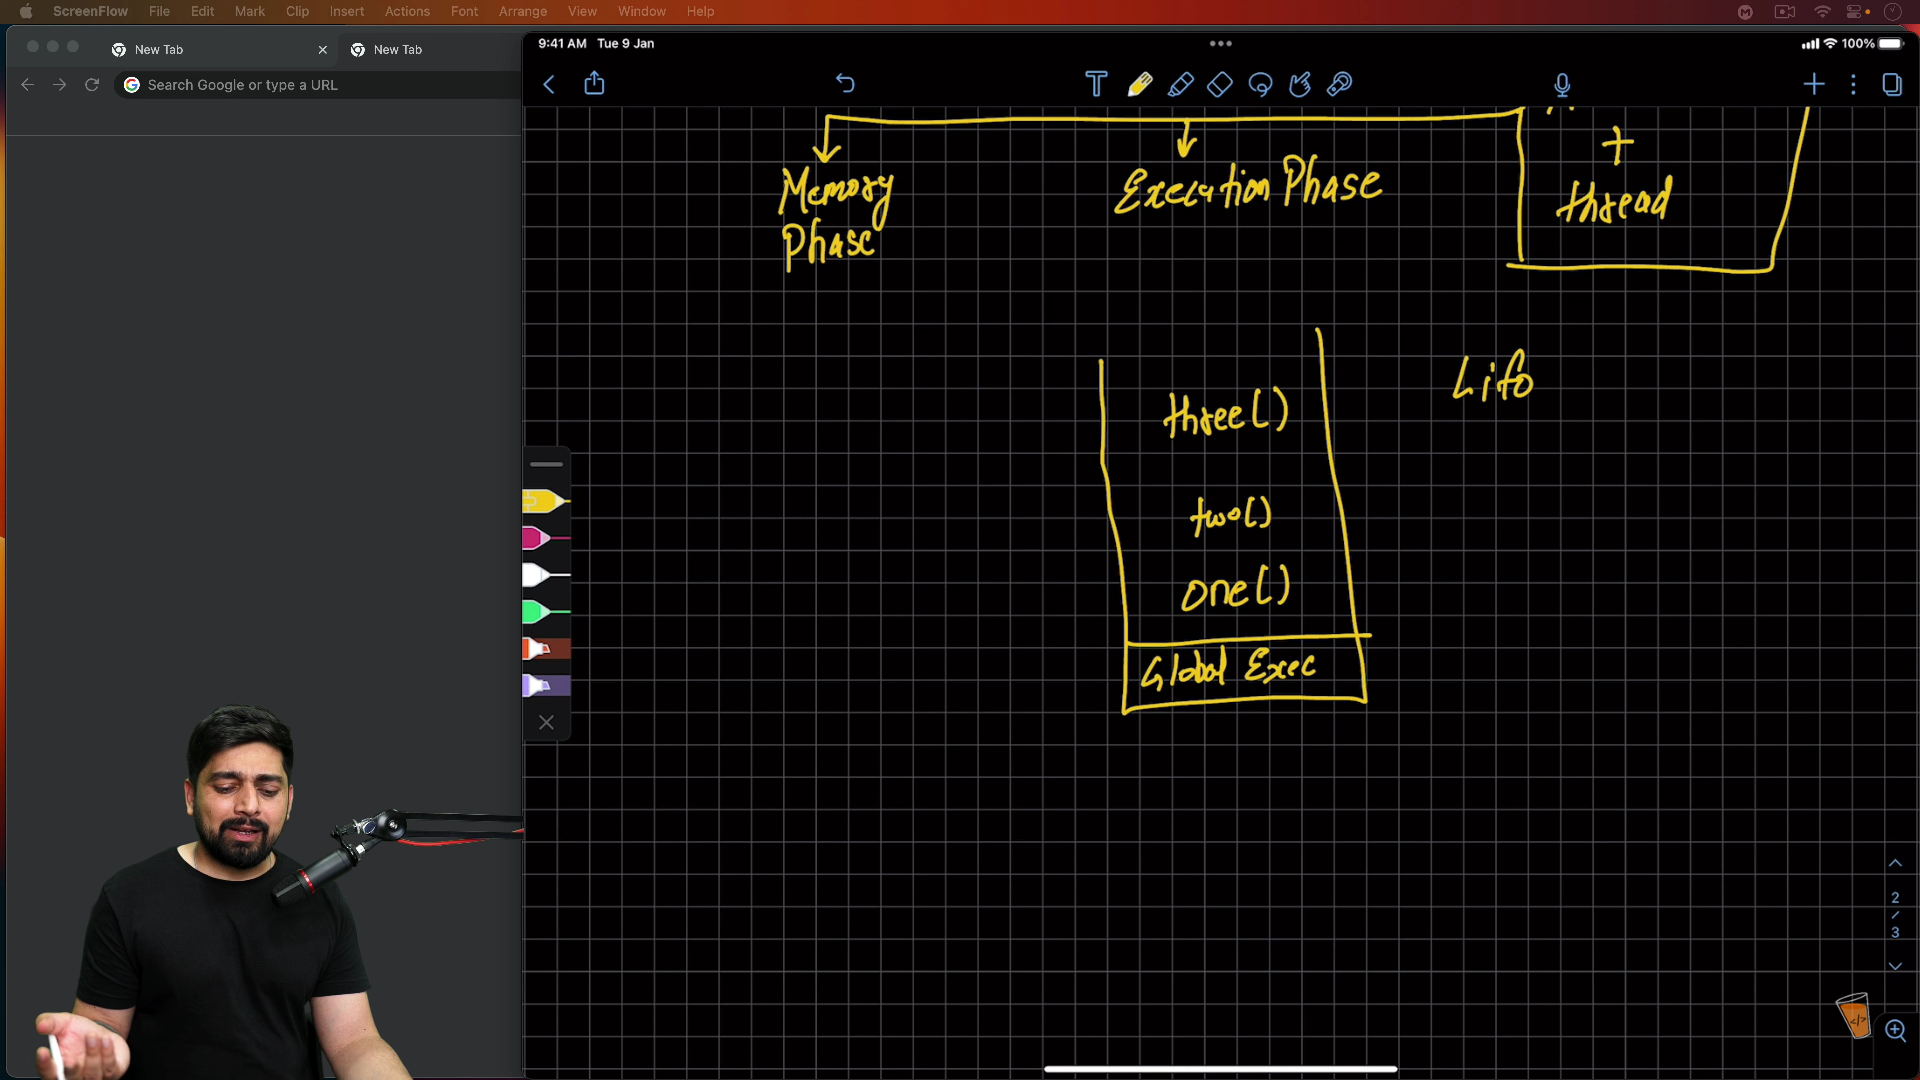 ScreenFlow File Edit Mark Clip Insert Actions Font Arrange View Window Help
New Tab
New Tab
Search Google or type a URL
9:41 AM Tue 9 Jan
100%
+
thread
Memory
Phase
Execution Phase
Lifo
three()
two()
one()
Global Exec
2
/
3
</>